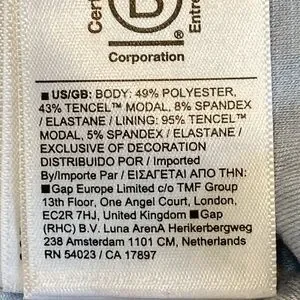 Cert
B
Entre
®
Corporation
■ US/GB: BODY: 49% POLYESTER,
43% TENCEL™ MODAL, 8% SPANDEX
/ ELASTANE / LINING: 95% TENCEL™
MODAL, 5% SPANDEX / ELASTANE /
EXCLUSIVE OF DECORATION
DISTRIBUIDO POR / Imported
By/Importe Par / ΕΙΣΑΓΕΤΑΙ ΑΠΟ ΤΗΝ:
■ Gap Europe Limited c/o TMF Group
13th Floor, One Angel Court, London,
EC2R 7HJ, United Kingdom ■ Gap
(RHC) B.V. Luna ArenA Herikerbergweg
238 Amsterdam 1101 CM, Netherlands
RN 54023 / CA 17897